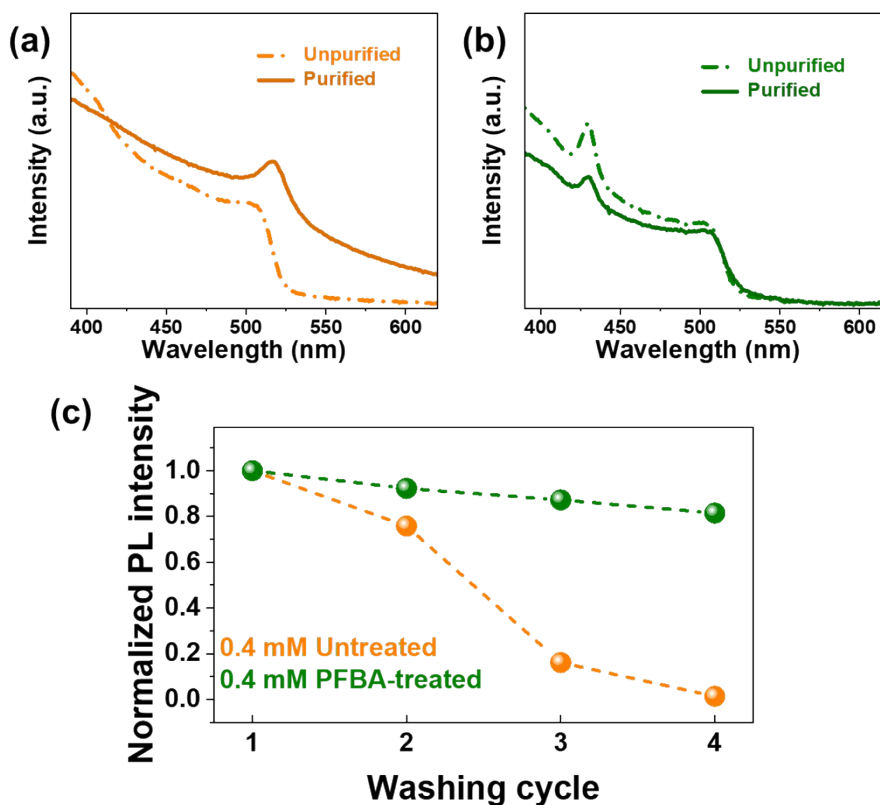 (a)
Unpurified
Purified
Intensity (a.u.)
400 450 500 550 600
Wavelength (nm)
(b)
Unpurified
Purified
Intensity (a.u.)
400 450 500 550 600
Wavelength (nm)
(c)
Normalized PL intensity
1.0
0.8
0.6
0.4
0.2
0.0
0.4 mM Untreated
0.4 mM PFBA-treated
1 2 3 4
Washing cycle